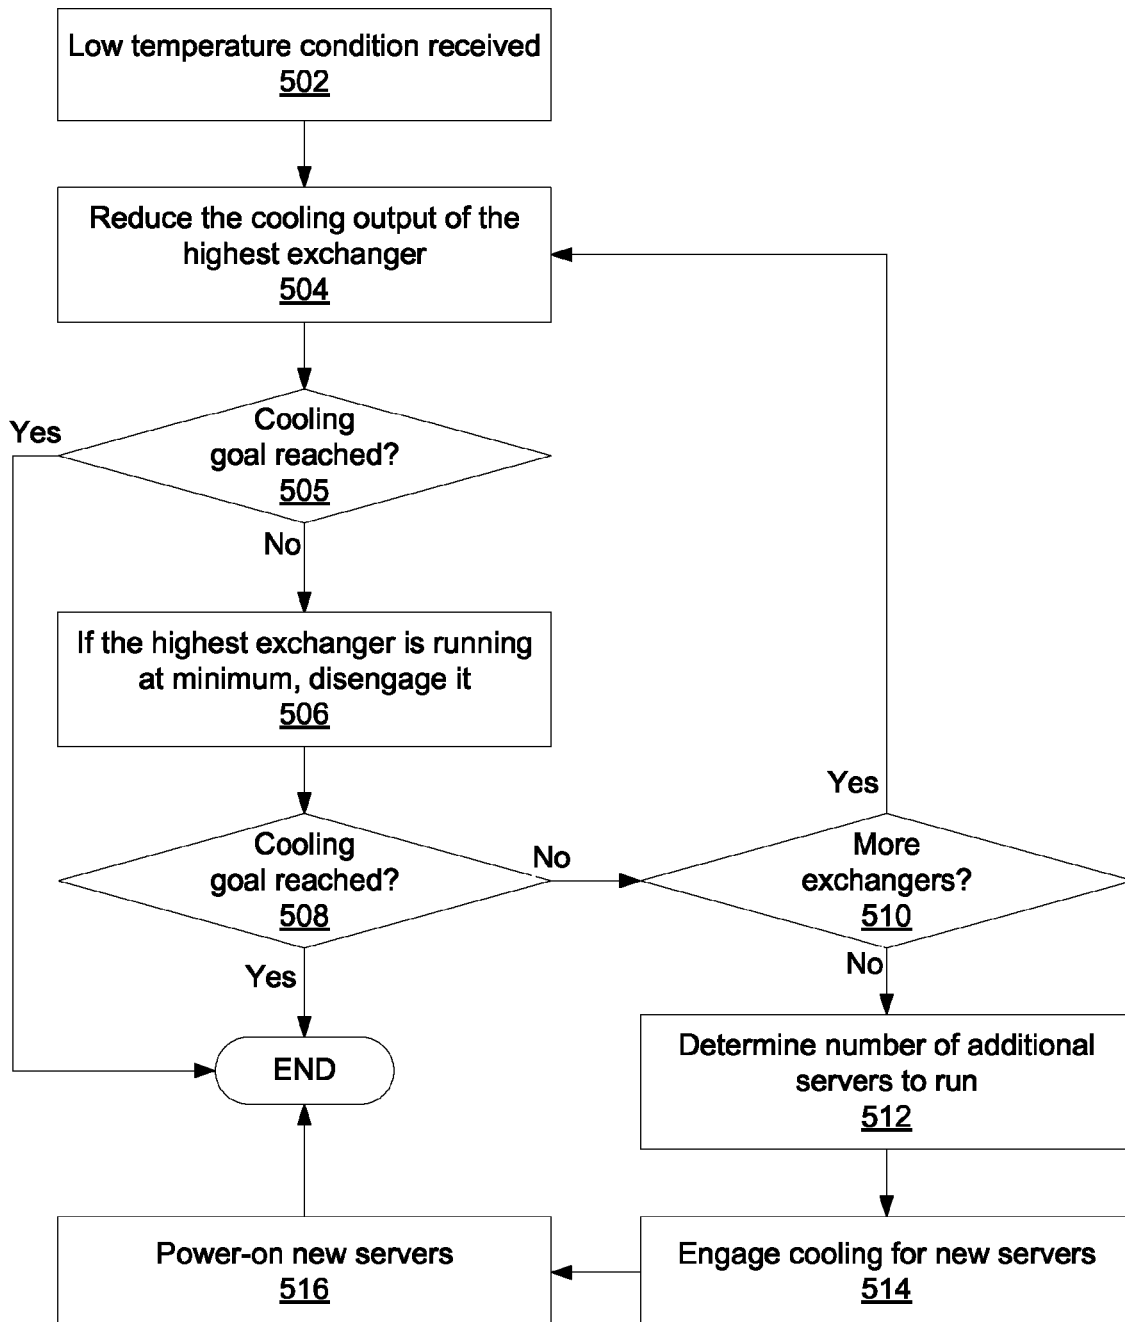 Low temperature condition received
502
Reduce the cooling output of the
highest exchanger
504
Yes
Cooling
goal reached?
505
No
If the highest exchanger is running
at minimum, disengage it
506
Cooling
goal reached?
508
No
Yes
Yes
More
exchangers?
510
No
END
Determine number of additional
servers to run
512
Engage cooling for new servers
514
Power-on new servers
516